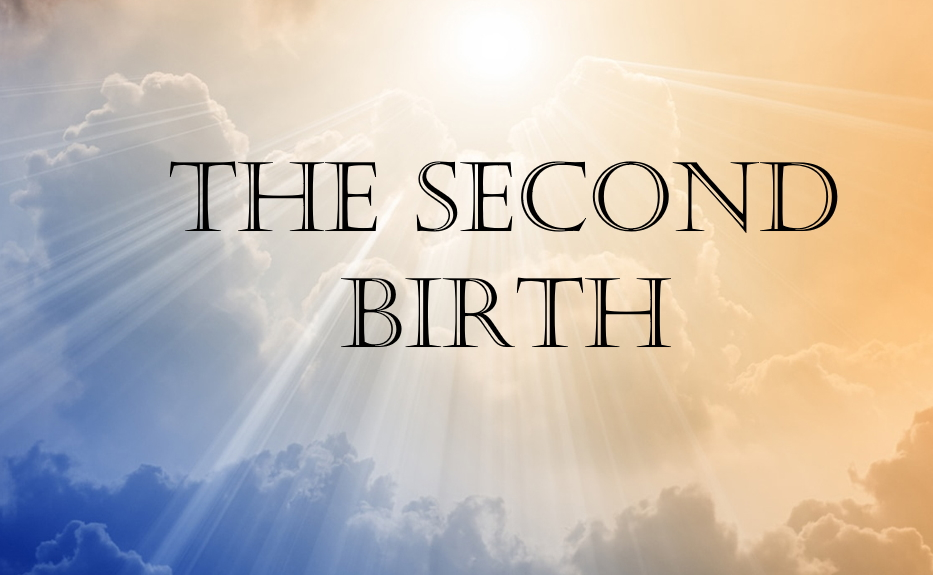 THE SECOND
BIRTH